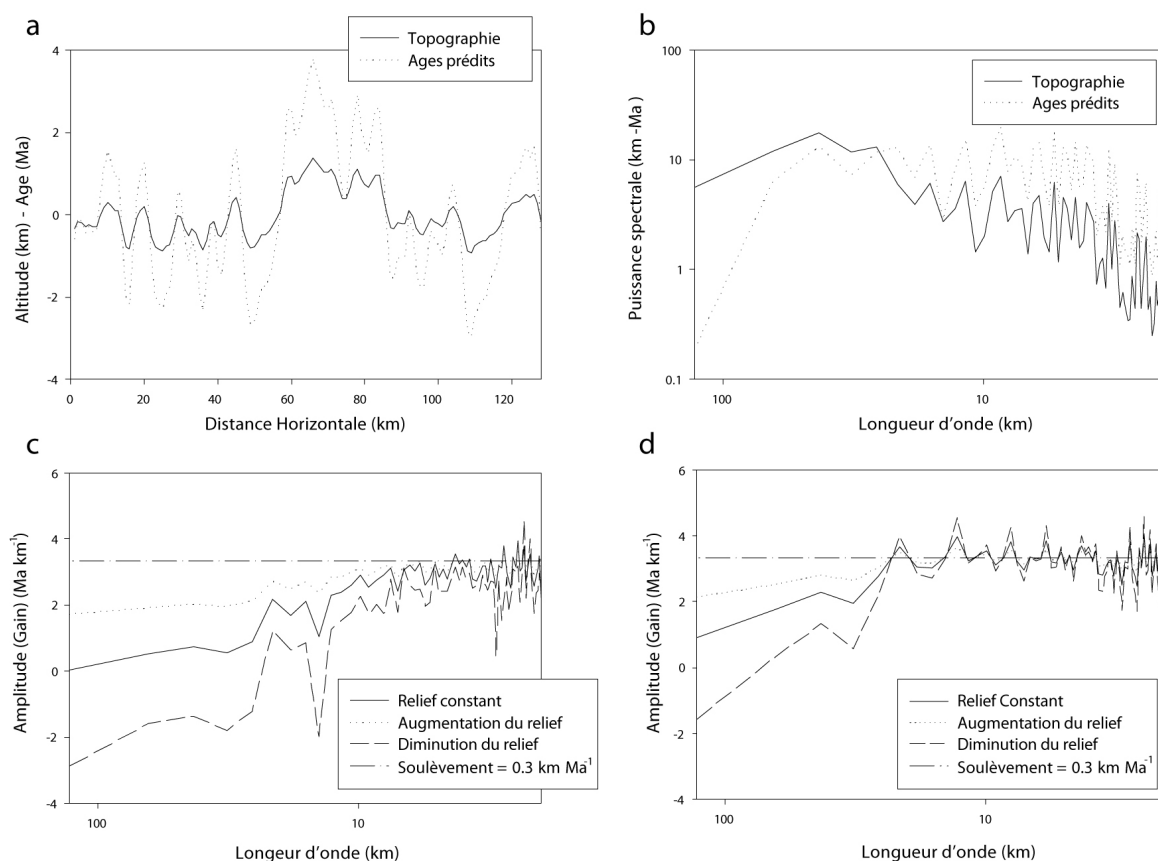 a
Topographie
Ages prédits
4
2
0
-2
-4
Altitude (km) - Age (Ma)
0
20
40
60
80
100
120
Distance Horizontale (km)
b
Topographie
Ages prédits
100
10
1
0.1
Puissance spectrale (km -Ma )
100
10
Longueur d'onde (km)
c
6
4
2
0
-2
-4
Amplitude (Gain) (Ma km-1)
Relief constant
Augmentation du relief
Diminution du relief
Soulèvement = 0.3 km Ma-1
100
10
Longeur d'onde (km)
d
6
4
2
0
-2
-4
Amplitude (Gain) (Ma km-1)
Relief Constant
Augmentation du relief
Diminution du relief
Soulèvement = 0.3 km Ma-1
100
10
Longueur d'onde (km)